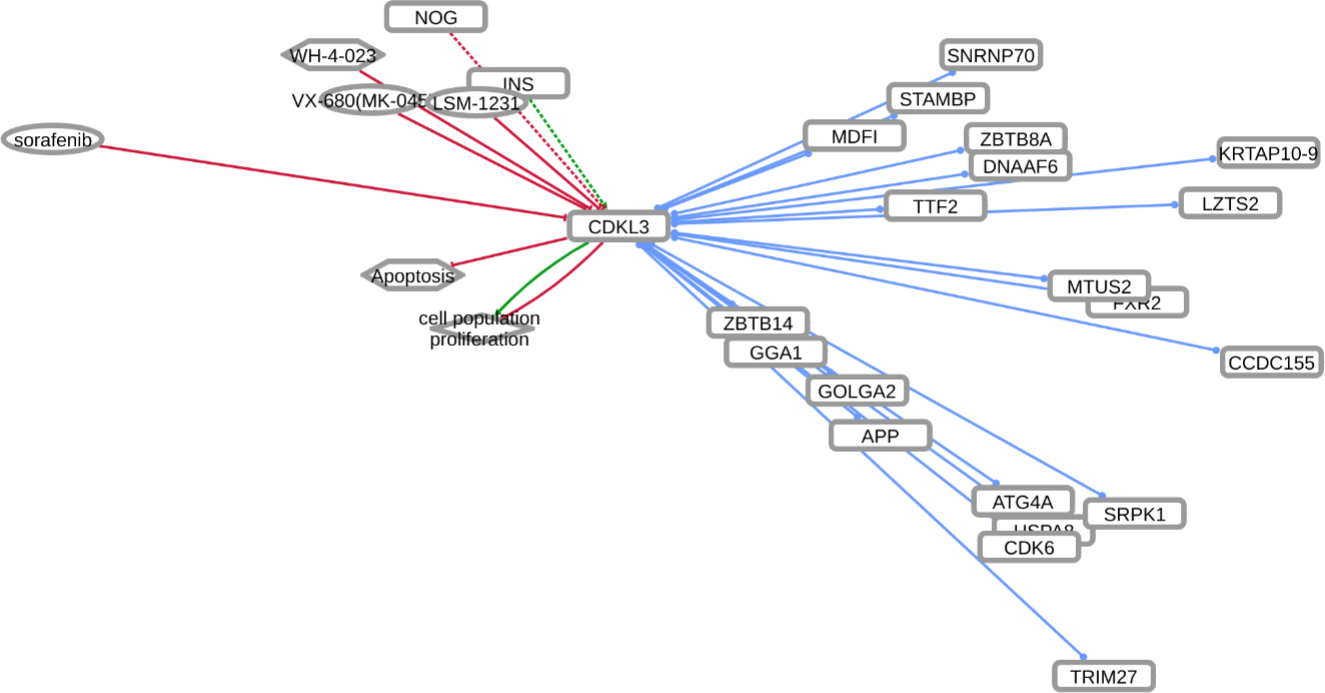 NOG
WH-4-023
INS
VX-680(MK-045
LSM-1231
sorafenib
CDKL3
Apoptosis
cell population
proliferation
SNRNP70
STAMBP
MDFI
ZBTB8A
DNAAF6
KRTAP10-9
TTF2
LZTS2
MTUS2
FXR2
CCDC155
ZBTB14
GGA1
GOLGA2
APP
ATG4A
SRPK1
HSPA8
CDK6
TRIM27